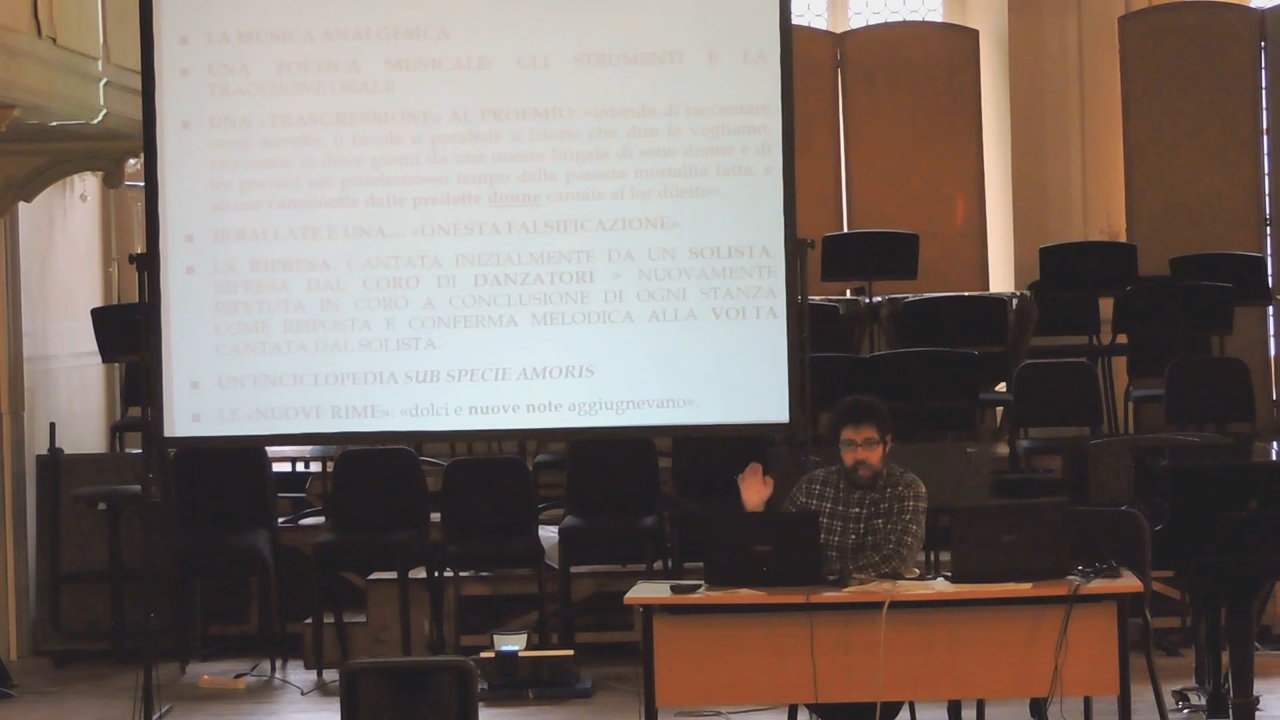 LA MUSICA ANALGESICA
UNA POETICA MUSICALE: GLI STRUMENTI E LA
TRADIZIONE ORALE
UNA «TRASGRESSIONE» AL PROEMIO: «intendo di raccontare
cento novelle, o favole o parabole o istorie che dire le vogliamo,
raccontate in diece giorni da una onesta brigata di sette donne e di
tre giovani nel pistelenzioso tempo della passata mortalità fatta, e
alcune canzonette dalle predette donne cantate al lor diletto».
10 BALLATE E UNA... «ONESTA FALSIFICAZIONE»
LA RIPRESA, CANTATA INIZIALMENTE DA UN SOLISTA,
RIPRESA DAL CORO DI DANZATORI > NUOVAMENTE
RIPETUTA IN CORO A CONCLUSIONE DI OGNI STANZA
COME RISPOSTA E CONFERMA MELODICA ALLA VOLTA
CANTATA DAL SOLISTA.
UN'ENCICLOPEDIA SUB SPECIE AMORIS
LE «NUOVE RIME»: «dolci e nuove note aggiugnevano».